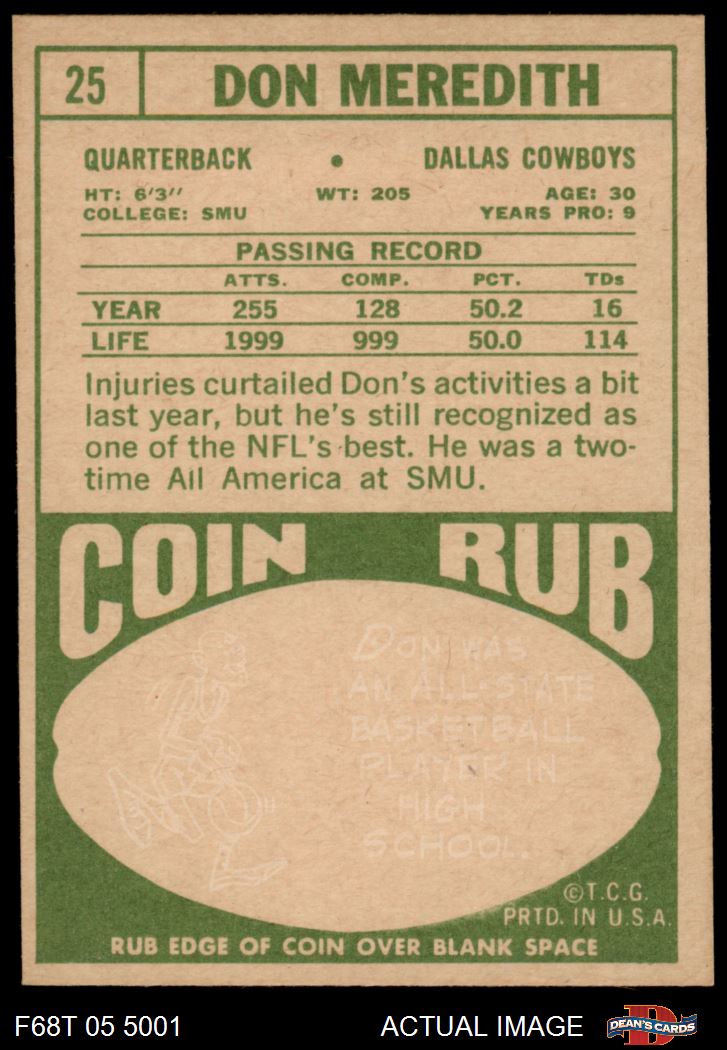 25 DON MEREDITH
QUARTERBACK • DALLAS COWBOYS
HT: 6'3'' WT: 205 AGE: 30
COLLEGE: SMU YEARS PRO: 9
PASSING RECORD
ATTS. COMP. PCT. TDs
YEAR 255 128 50.2 16
LIFE 1999 999 50.0 114
Injuries curtailed Don's activities a bit
last year, but he's still recognized as
one of the NFL's best. He was a two-
time All America at SMU.
COIN RUB
DON WAS
AN ALL-STATE
BASKETBALL
PLAYER IN
HIGH
SCHOOL.
©T.C.G.
PRTD. IN U.S.A.
RUB EDGE OF COIN OVER BLANK SPACE
F68T 05 5001 ACTUAL IMAGE D DEAN'S CARDS